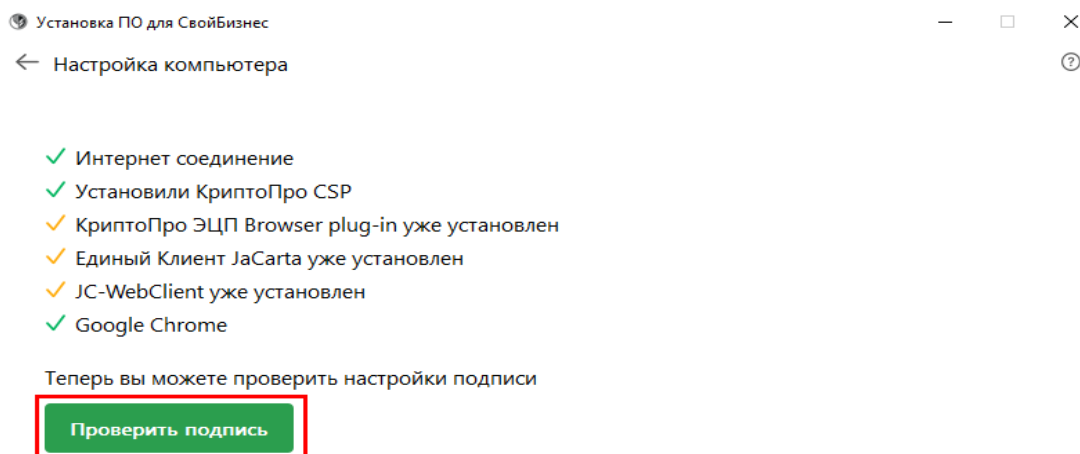 Установка ПО для СвойБизнес
Настройка компьютера
?
Интернет соединение
Установили КриптоПро CSP
КриптоПро ЭЦП Browser plug-in уже установлен
Единый Клиент JaCarta уже установлен
JC-WebClient уже установлен
Google Chrome
Теперь вы можете проверить настройки подписи
Проверить подпись